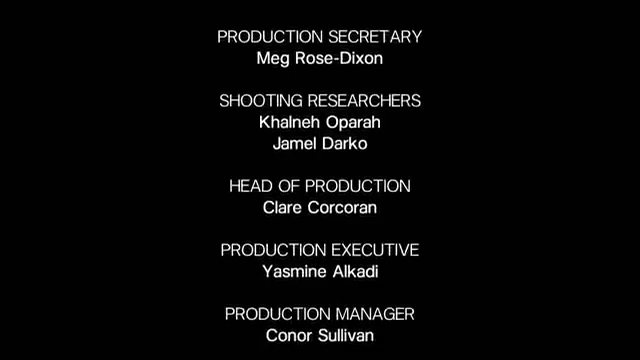 PRODUCTION SECRETARY
Meg Rose-Dixon
SHOOTING RESEARCHERS
Khalneh Oparah
Jamel Darko
HEAD OF PRODUCTION
Clare Corcoran
PRODUCTION EXECUTIVE
Yasmine Alkadi
PRODUCTION MANAGER
Conor Sullivan